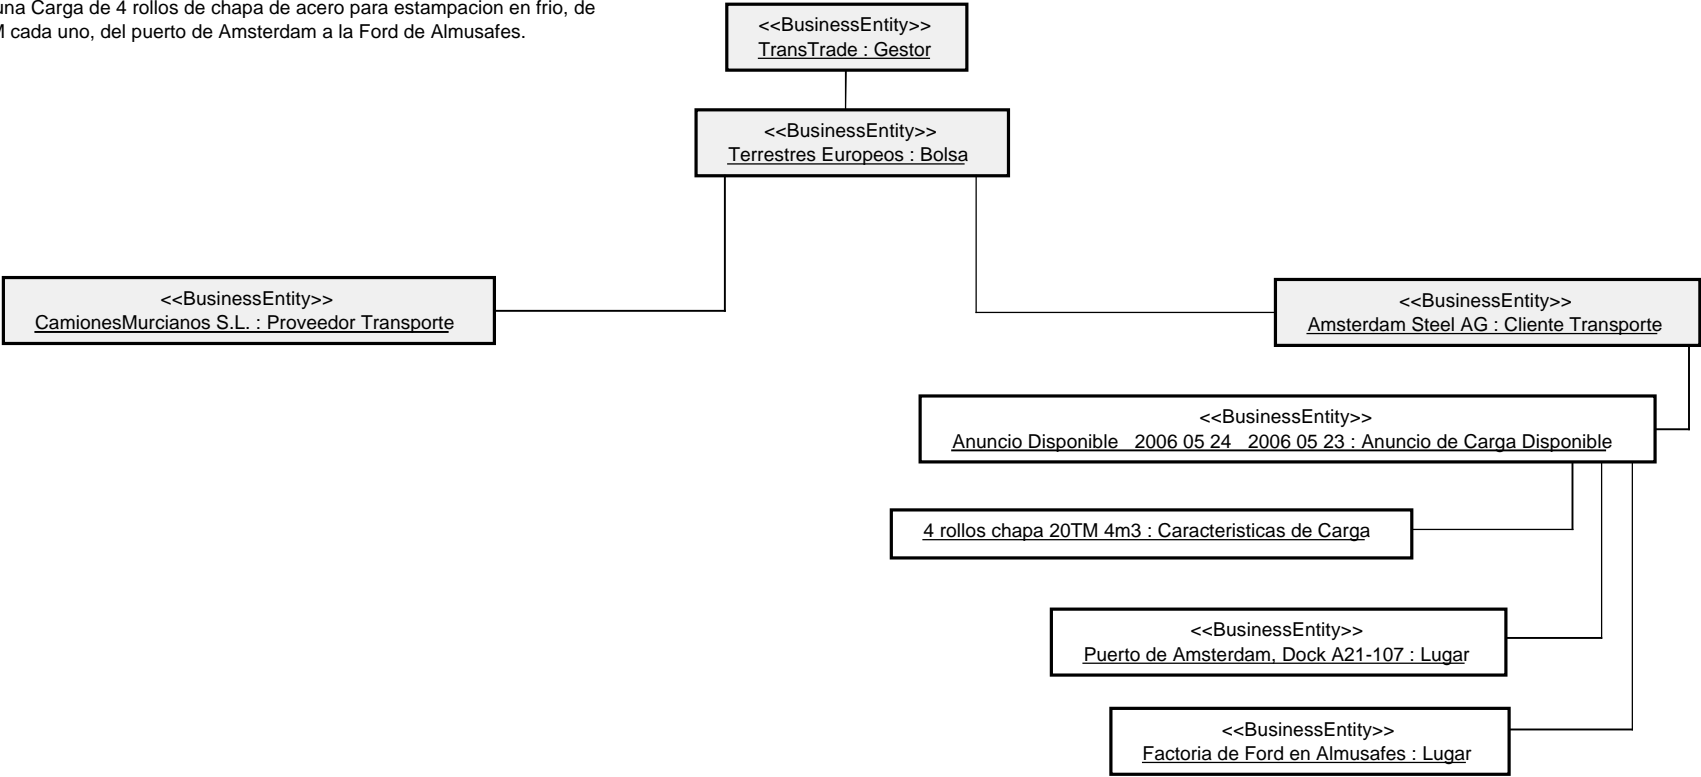 una Carga de 4 rollos de chapa de acero para estampacion en frio, de
cada uno, del puerto de Amsterdam a la Ford de Almusafes.
<<BusinessEntity>>
TransTrade : Gestor
<<BusinessEntity>>
Terrestres Europeos : Bolsa
<<BusinessEntity>>
CamionesMurcianos S.L. : Proveedor Transporte
<<BusinessEntity>>
Amsterdam Steel AG : Cliente Transporte
<<BusinessEntity>>
Anuncio Disponible 2006 05 24 2006 05 23 : Anuncio de Carga Disponible
4 rollos chapa 20TM 4m3 : Caracteristicas de Carga
<<BusinessEntity>>
Puerto de Amsterdam, Dock A21-107 : Lugar
<<BusinessEntity>>
Factoria de Ford en Almusafes : Lugar